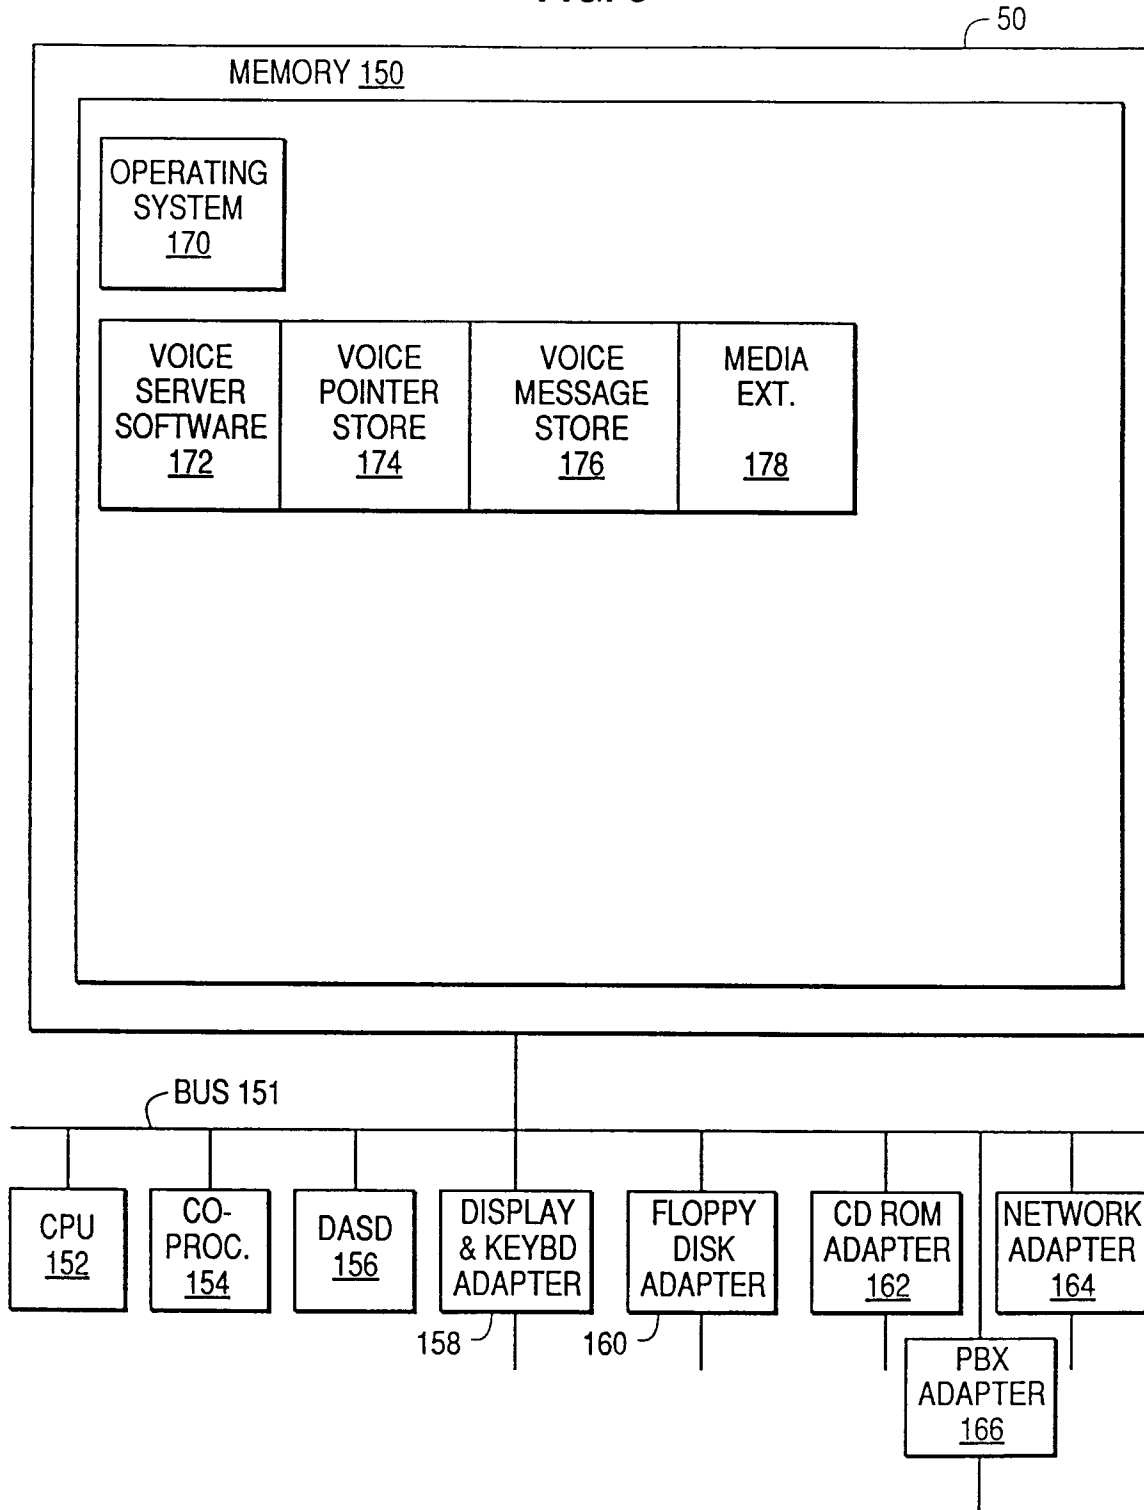 50
MEMORY 150
OPERATING
SYSTEM
170
VOICE
SERVER
SOFTWARE
172
VOICE
POINTER
STORE
174
VOICE
MESSAGE
STORE
176
MEDIA
EXT.
178
BUS 151
CPU
152
CO-
PROC.
154
DASD
156
DISPLAY
& KEYBD
ADAPTER
158
FLOPPY
DISK
ADAPTER
160
CD ROM
ADAPTER
162
NETWORK
ADAPTER
164
PBX
ADAPTER
166